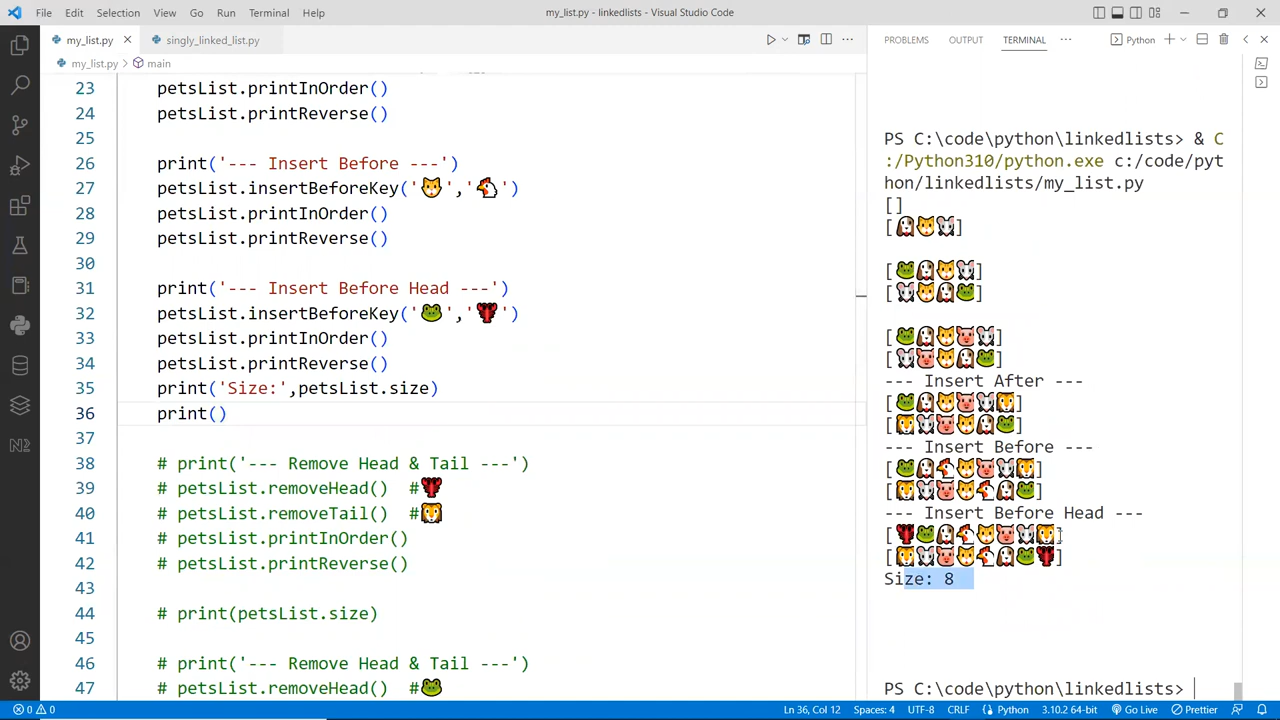 File Edit Selection View Go Run Terminal Help
my_list.py - linkedlists - Visual Studio Code
my_list.py singly_linked_list.py
my_list.py > main
23 petsList.printInOrder()
24 petsList.printReverse()
25
26 print('--- Insert Before ---')
27 petsList.insertBeforeKey('🐱','🐔')
28 petsList.printInOrder()
29 petsList.printReverse()
30
31 print('--- Insert Before Head ---')
32 petsList.insertBeforeKey('🐸','🦞')
33 petsList.printInOrder()
34 petsList.printReverse()
35 print('Size:',petsList.size)
36 print()
37
38 # print('--- Remove Head & Tail ---')
39 # petsList.removeHead() #🦞
40 # petsList.removeTail() #🐯
41 # petsList.printInOrder()
42 # petsList.printReverse()
43
44 # print(petsList.size)
45
46 # print('--- Remove Head & Tail ---')
47 # petsList.removeHead() #🐸
PROBLEMS OUTPUT TERMINAL ··· Python
PS C:\code\python\linkedlists> & C
:/Python310/python.exe c:/code/pyt
hon/linkedlists/my_list.py
[]
[🐶🐱🐭]
[🐸🐶🐱🐭]
[🐭🐱🐶🐸]
[🐸🐶🐱🐷🐭]
[🐭🐷🐱🐶🐸]
--- Insert After ---
[🐸🐶🐱🐷🐭🐯]
[🐯🐭🐷🐱🐶🐸]
--- Insert Before ---
[🐸🐶🐔🐱🐷🐭🐯]
[🐯🐭🐷🐱🐔🐶🐸]
--- Insert Before Head ---
[🦞🐸🐶🐔🐱🐷🐭🐯]
[🐯🐭🐷🐱🐔🐶🐸🦞]
Size: 8
PS C:\code\python\linkedlists>
0 0 Ln 36, Col 12 Spaces: 4 UTF-8 CRLF Python 3.10.2 64-bit Go Live Prettier